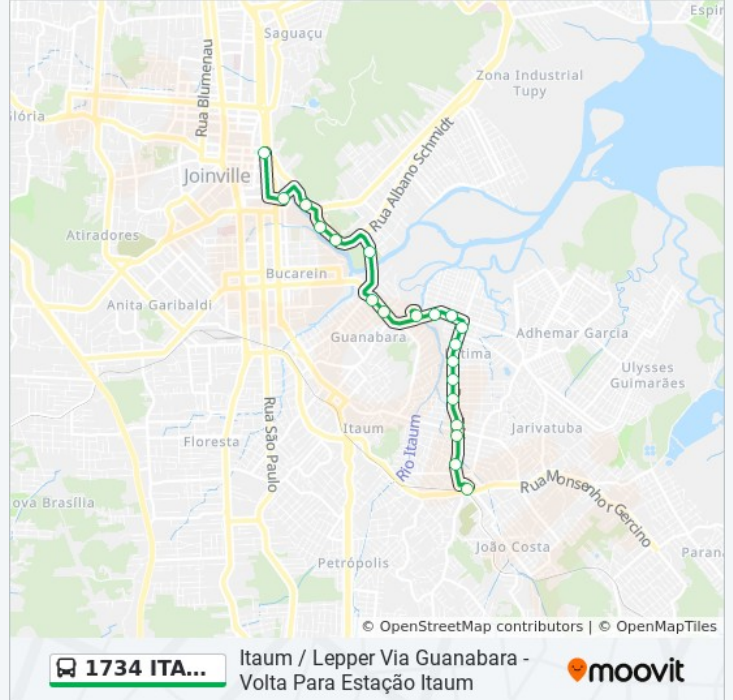 Saguaçu
Espir
Zona Industrial
Tupy
lória
Rua Blumenau
Rua Albano Schmidt
Joinville
Atiradores
Bucarein
Anita Garibaldi
Guanabara
Adhemar Garcia
tima
Ulysses
Guimarães
Rua São Paulo
Floresta
Itaum
Rio Itaum
Jarivatuba
ova Brasília
Rua Monsenhor Gercino
João Costa
Paran
Petrópolis
© OpenStreetMap contributors | © OpenMapTiles
1734 ITA...
Itaum / Lepper Via Guanabara -
Volta Para Estação Itaum
moovit